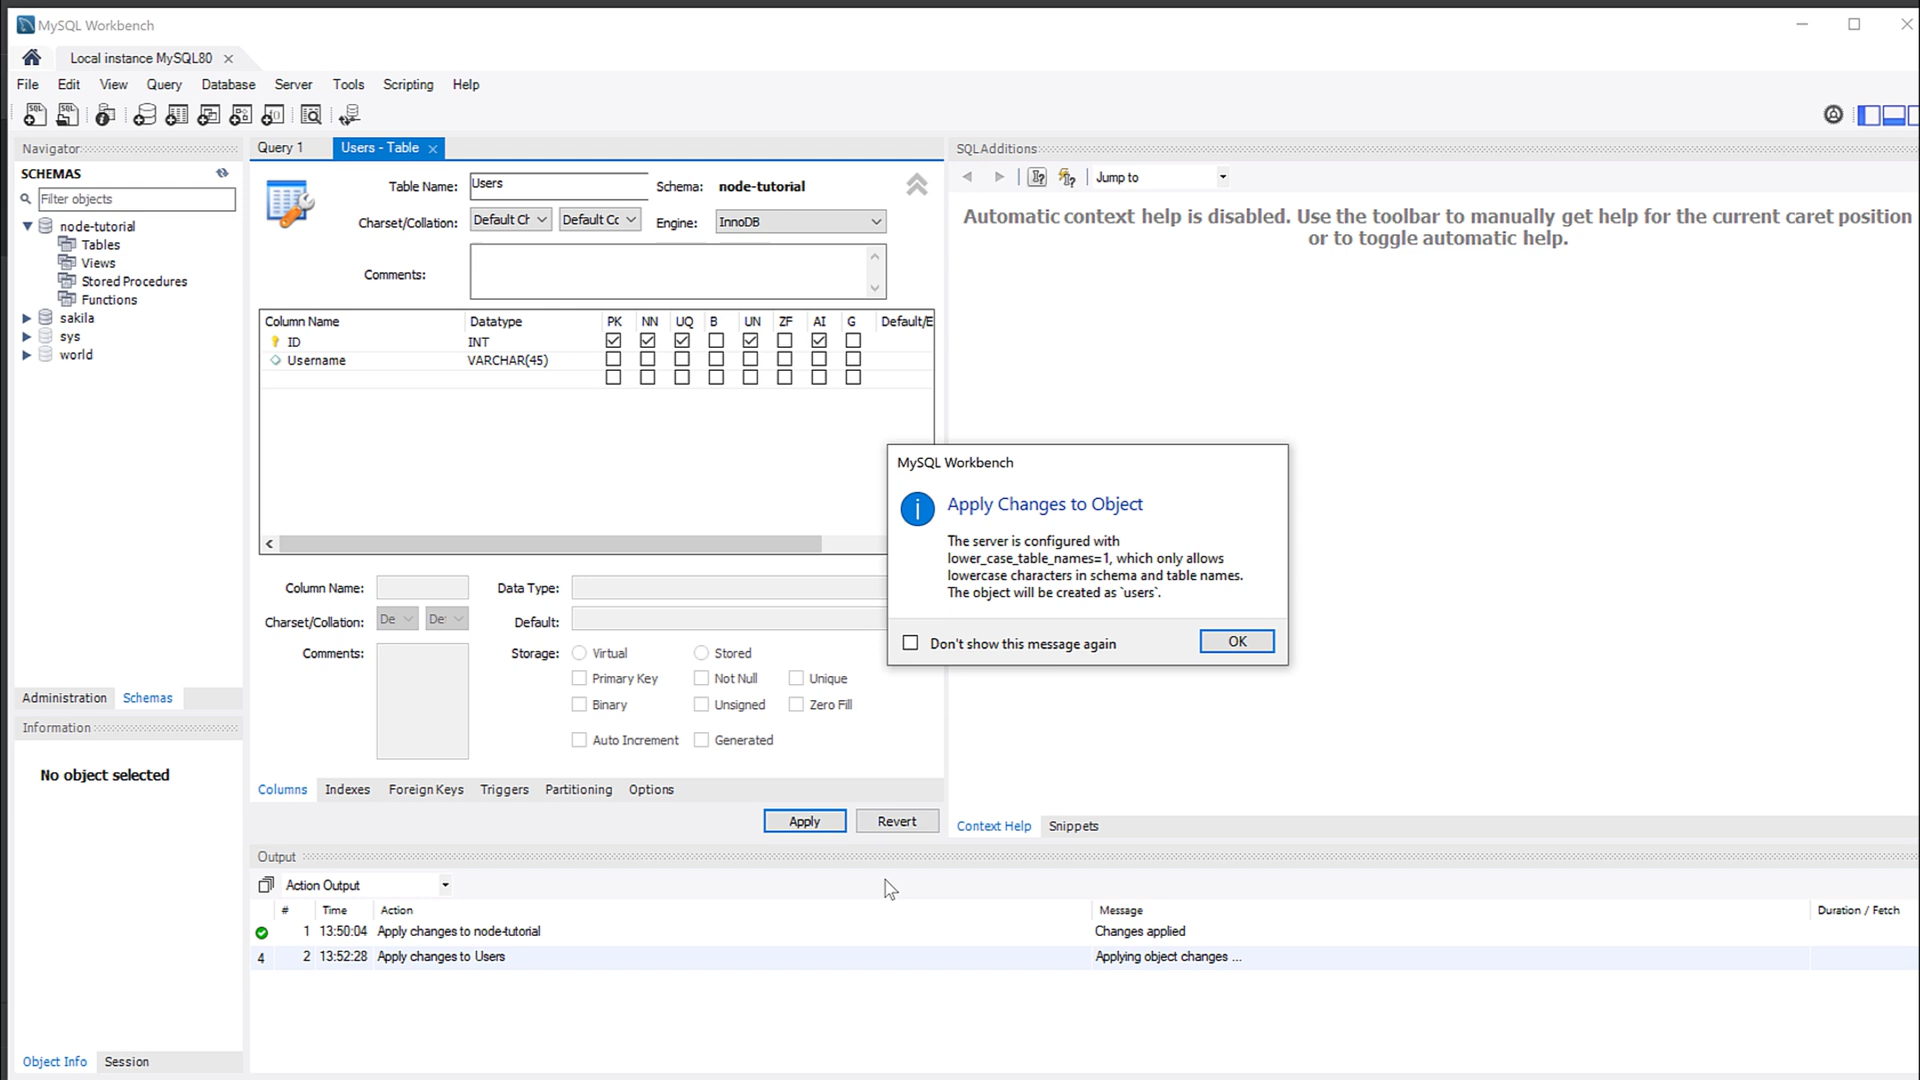 MySQL Workbench
Local instance MySQL80
File Edit View Query Database Server Tools Scripting Help
Navigator
SCHEMAS
Filter objects
node-tutorial
Tables
Views
Stored Procedures
Functions
sakila
sys
world
Administration Schemas
Information
No object selected
Object Info Session
Query 1 Users - Table
Table Name: Users Schema: node-tutorial
Charset/Collation: Default Ch Default Cc Engine: InnoDB
Comments:
Column Name Datatype PK NN UQ B UN ZF AI G Default/E
ID INT
Username VARCHAR(45)
Column Name: Data Type:
Charset/Collation: De De Default:
Comments: Storage: Virtual Stored
Primary Key Not Null Unique
Binary Unsigned Zero Fill
Auto Increment Generated
Columns Indexes Foreign Keys Triggers Partitioning Options
Apply Revert
SQLAdditions
Jump to
Automatic context help is disabled. Use the toolbar to manually get help for the current caret position
or to toggle automatic help.
Context Help Snippets
MySQL Workbench
Apply Changes to Object
The server is configured with
lower_case_table_names=1, which only allows
lowercase characters in schema and table names.
The object will be created as `users`.
Don't show this message again OK
Output
Action Output
# Time Action Message Duration / Fetch
1 13:50:04 Apply changes to node-tutorial Changes applied
4 2 13:52:28 Apply changes to Users Applying object changes ...